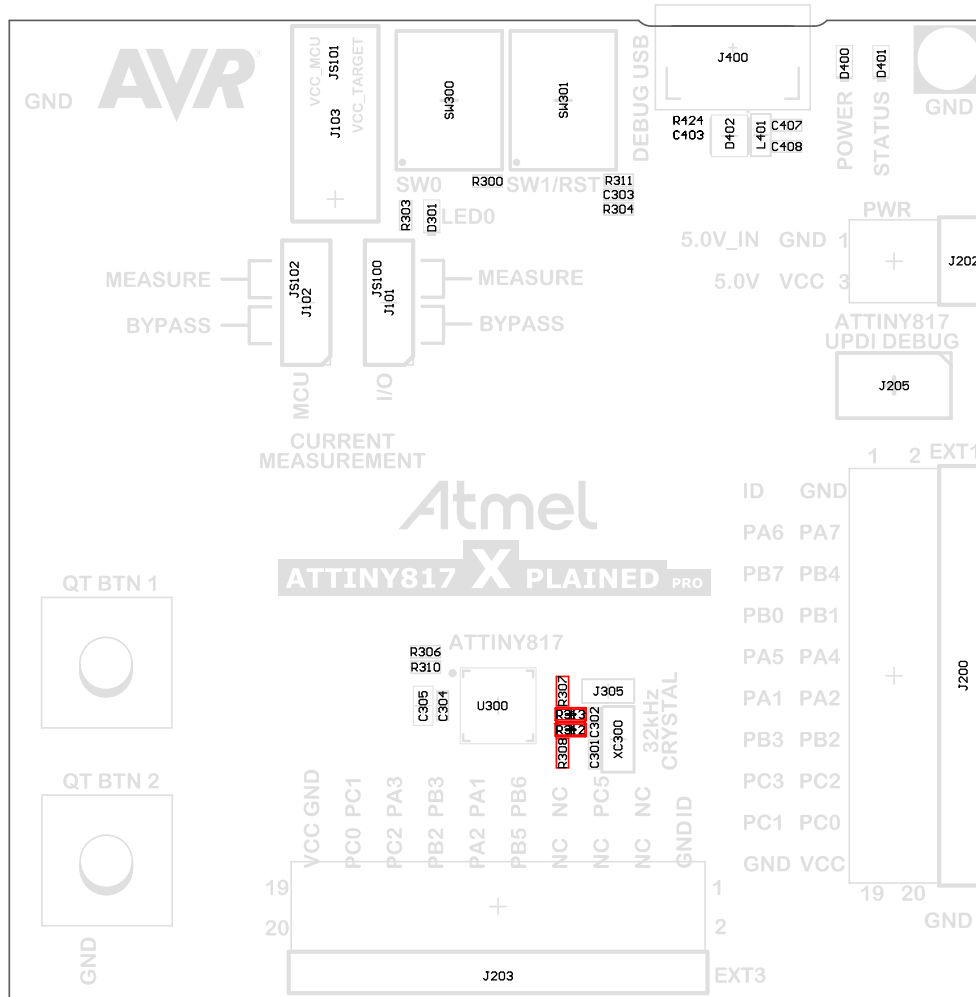 AVR®
GND
VCC_MCU
VCC_TARGET
JS101
J103
SW300
SW301
DEBUG USB
J400
D400
D401
POWER
STATUS
GND
R424
C403
D402
L401
C407
C408
SW0
R300
SW1/RST
R311
C303
R304
R303
D301
LED0
PWR
5.0V_IN GND 1
5.0V VCC 3
J202
MEASURE
BYPASS
JS102
J102
JS100
J101
MEASURE
BYPASS
MCU
I/O
CURRENT
MEASUREMENT
ATTINY817
UPDI DEBUG
J205
1 2 EXT1
Atmel
ATTINY817 X PLAINED PRO
ID GND
PA6 PA7
PB7 PB4
PB0 PB1
PA5 PA4
PA1 PA2
PB3 PB2
PC3 PC2
PC1 PC0
GND VCC
19 20
J200
GND
QT BTN 1
QT BTN 2
GND
ATTINY817
R306
R310
C305
C304
U300
R307
R308
J305
C302
C301
XC300
32kHz
CRYSTAL
GND PC1 PA3 PB3 PA1 PB6 NC PC5 NC ID
VCC PC0 PC2 PB2 PA2 PB5 NC NC NC GND
19 1
20 2
J203
EXT3